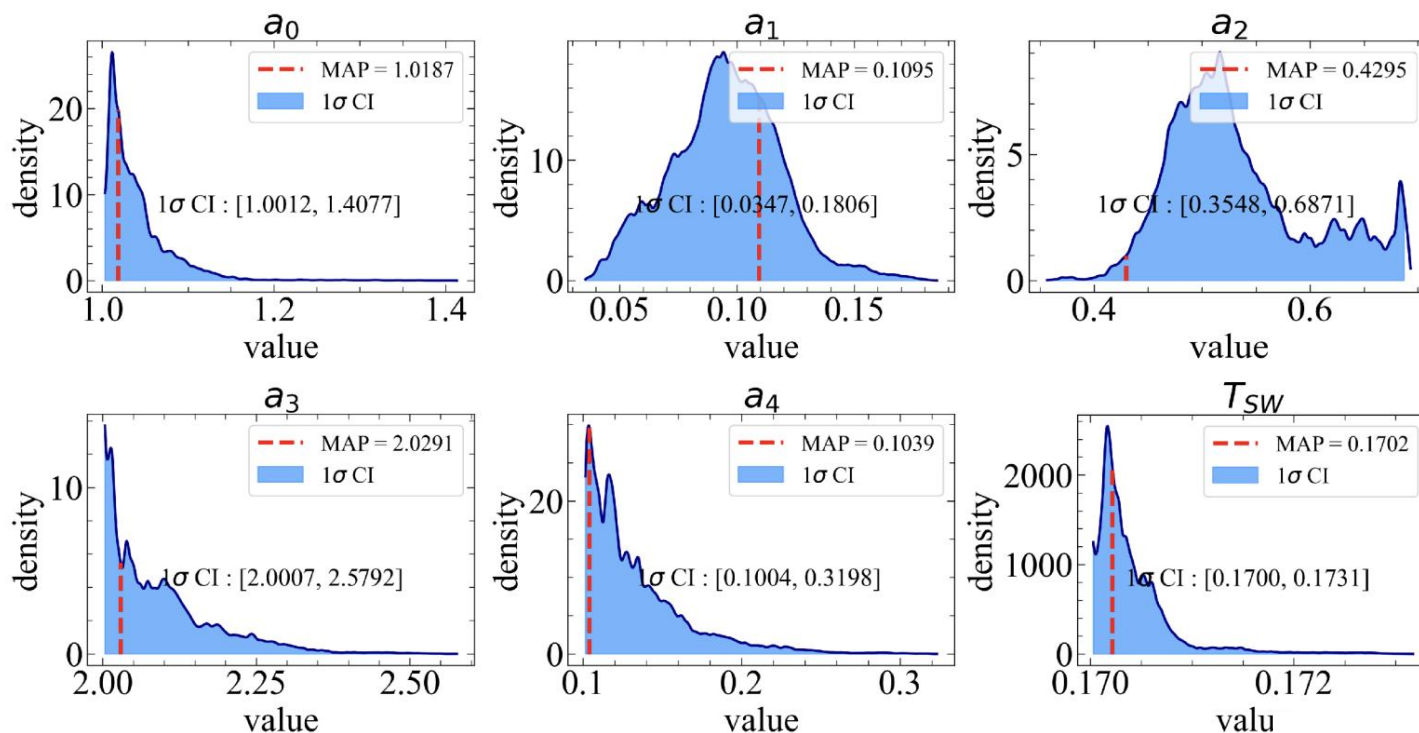 a₀
MAP = 1.0187
1σ CI
1σ CI : [1.0012, 1.4077]
density
20
10
0
1.0
1.2
1.4
value
a₁
MAP = 0.1095
1σ CI
1σ CI : [0.0347, 0.1806]
density
10
0
0.05
0.10
0.15
value
a₂
MAP = 0.4295
1σ CI
1σ CI : [0.3548, 0.6871]
density
5
0
0.4
0.6
value
a₃
MAP = 2.0291
1σ CI
1σ CI : [2.0007, 2.5792]
density
10
0
2.00
2.25
2.50
value
a₄
MAP = 0.1039
1σ CI
1σ CI : [0.1004, 0.3198]
density
20
0
0.1
0.2
0.3
value
T_SW
MAP = 0.1702
1σ CI
1σ CI : [0.1700, 0.1731]
density
2000
1000
0
0.170
0.172
valu